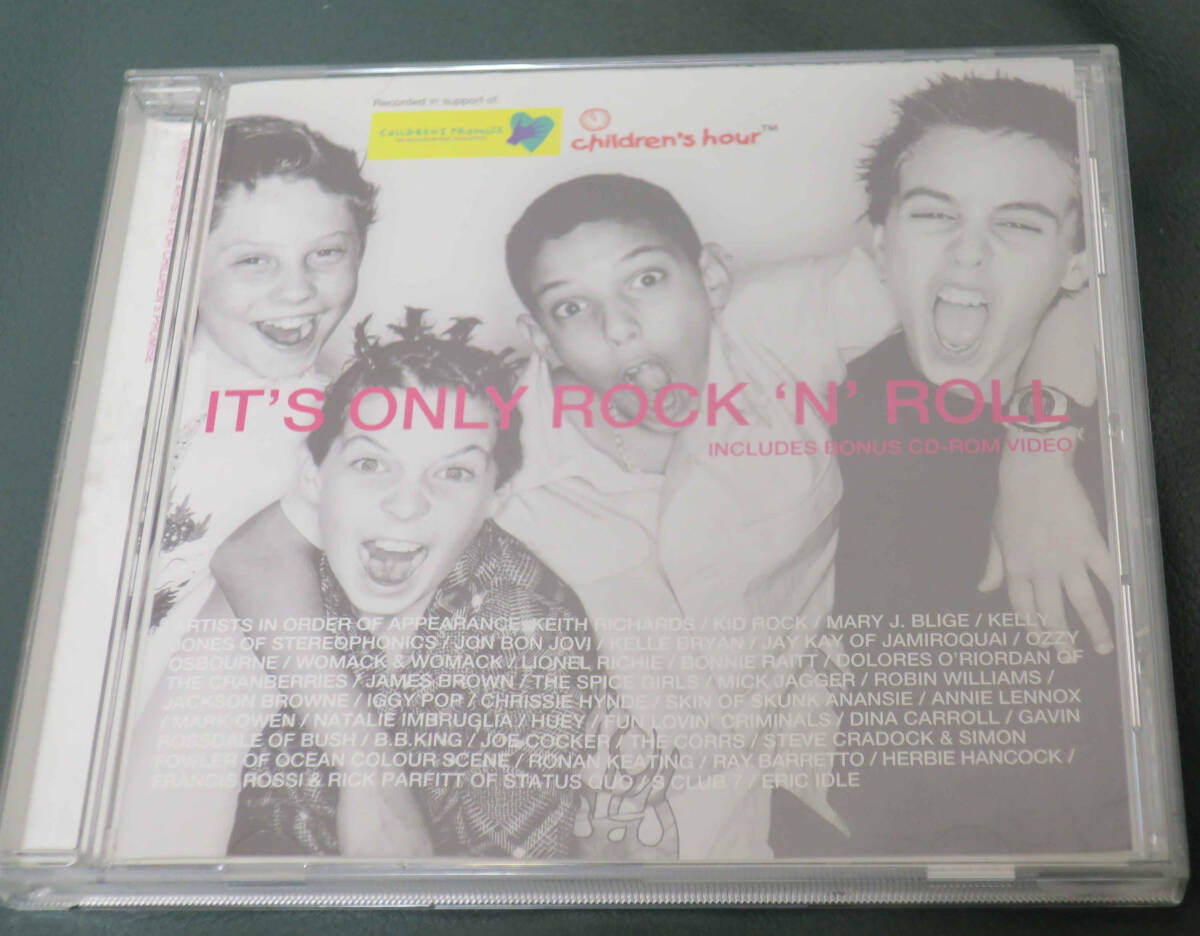 Recorded in support of
CHILDREN'S PROMISE
children's hour™
IT'S ONLY ROCK 'N' ROLL
INCLUDES BONUS CD-ROM VIDEO
ARTISTS IN ORDER OF APPEARANCE: KEITH RICHARDS / KID ROCK / MARY J. BLIGE / KELLY
JONES OF STEREOPHONICS / JON BON JOVI / KELLE BRYAN / JAY KAY OF JAMIROQUAI / OZZY
OSBOURNE / WOMACK & WOMACK / LIONEL RICHIE / BONNIE RAITT / DOLORES O'RIORDAN OF
THE CRANBERRIES / JAMES BROWN / THE SPICE GIRLS / MICK JAGGER / ROBIN WILLIAMS /
JACKSON BROWNE / IGGY POP / CHRISSIE HYNDE / SKIN OF SKUNK ANANSIE / ANNIE LENNOX
/ MARK OWEN / NATALIE IMBRUGLIA / HUEY / FUN LOVIN' CRIMINALS / DINA CARROLL / GAVIN
ROSSDALE OF BUSH / B.B.KING / JOE COCKER / THE CORRS / STEVE CRADOCK & SIMON
FOWLER OF OCEAN COLOUR SCENE / RONAN KEATING / RAY BARRETTO / HERBIE HANCOCK /
FRANCIS ROSSI & RICK PARFITT OF STATUS QUO / S CLUB 7 / ERIC IDLE